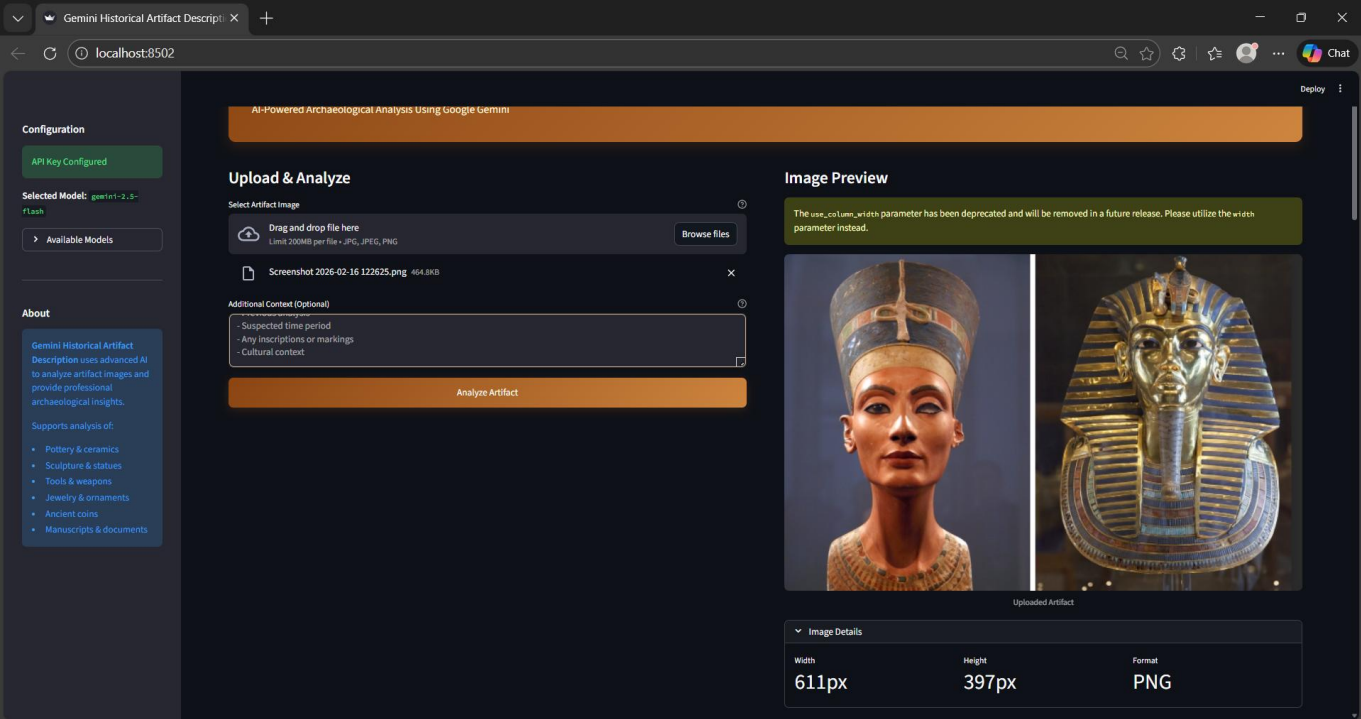 Gemini Historical Artifact Descripti
localhost:8502
Chat
Deploy
Configuration
API Key Configured
Selected Model: gemini-2.5-
flash
Available Models
About
Gemini Historical Artifact
Description uses advanced AI
to analyze artifact images and
provide professional
archaeological insights.
Supports analysis of:
• Pottery & ceramics
• Sculpture & statues
• Tools & weapons
• Jewelry & ornaments
• Ancient coins
• Manuscripts & documents
AI-Powered Archaeological Analysis Using Google Gemini
Upload & Analyze
Select Artifact Image
Drag and drop file here
Limit 200MB per file • JPG, JPEG, PNG
Browse files
Screenshot 2026-02-16 122625.png 464.8KB
Additional Context (Optional)
- Previous analysis
- Suspected time period
- Any inscriptions or markings
- Cultural context
Analyze Artifact
Image Preview
The use_column_width parameter has been deprecated and will be removed in a future release. Please utilize the width
parameter instead.
Uploaded Artifact
Image Details
Width
Height
Format
611px
397px
PNG